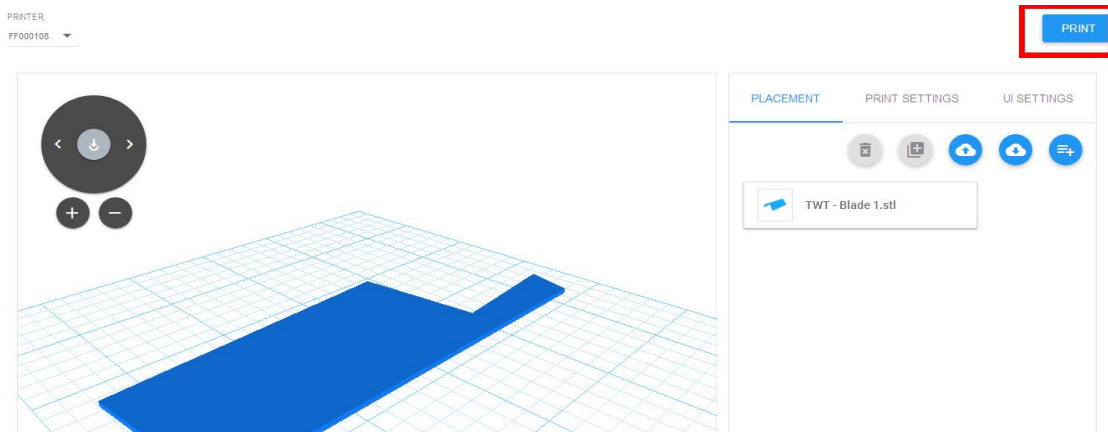 PRINTER
FF000108
PRINT
PLACEMENT PRINT SETTINGS UI SETTINGS
TWT - Blade 1.stl